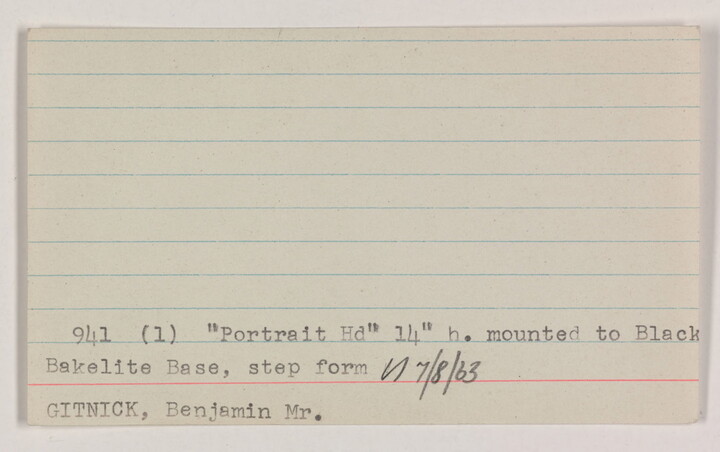 941 (1) "Portrait Hd" 14" h. mounted to Black
Bakelite Base, step form 7/8/63
GITNICK, Benjamin Mr.